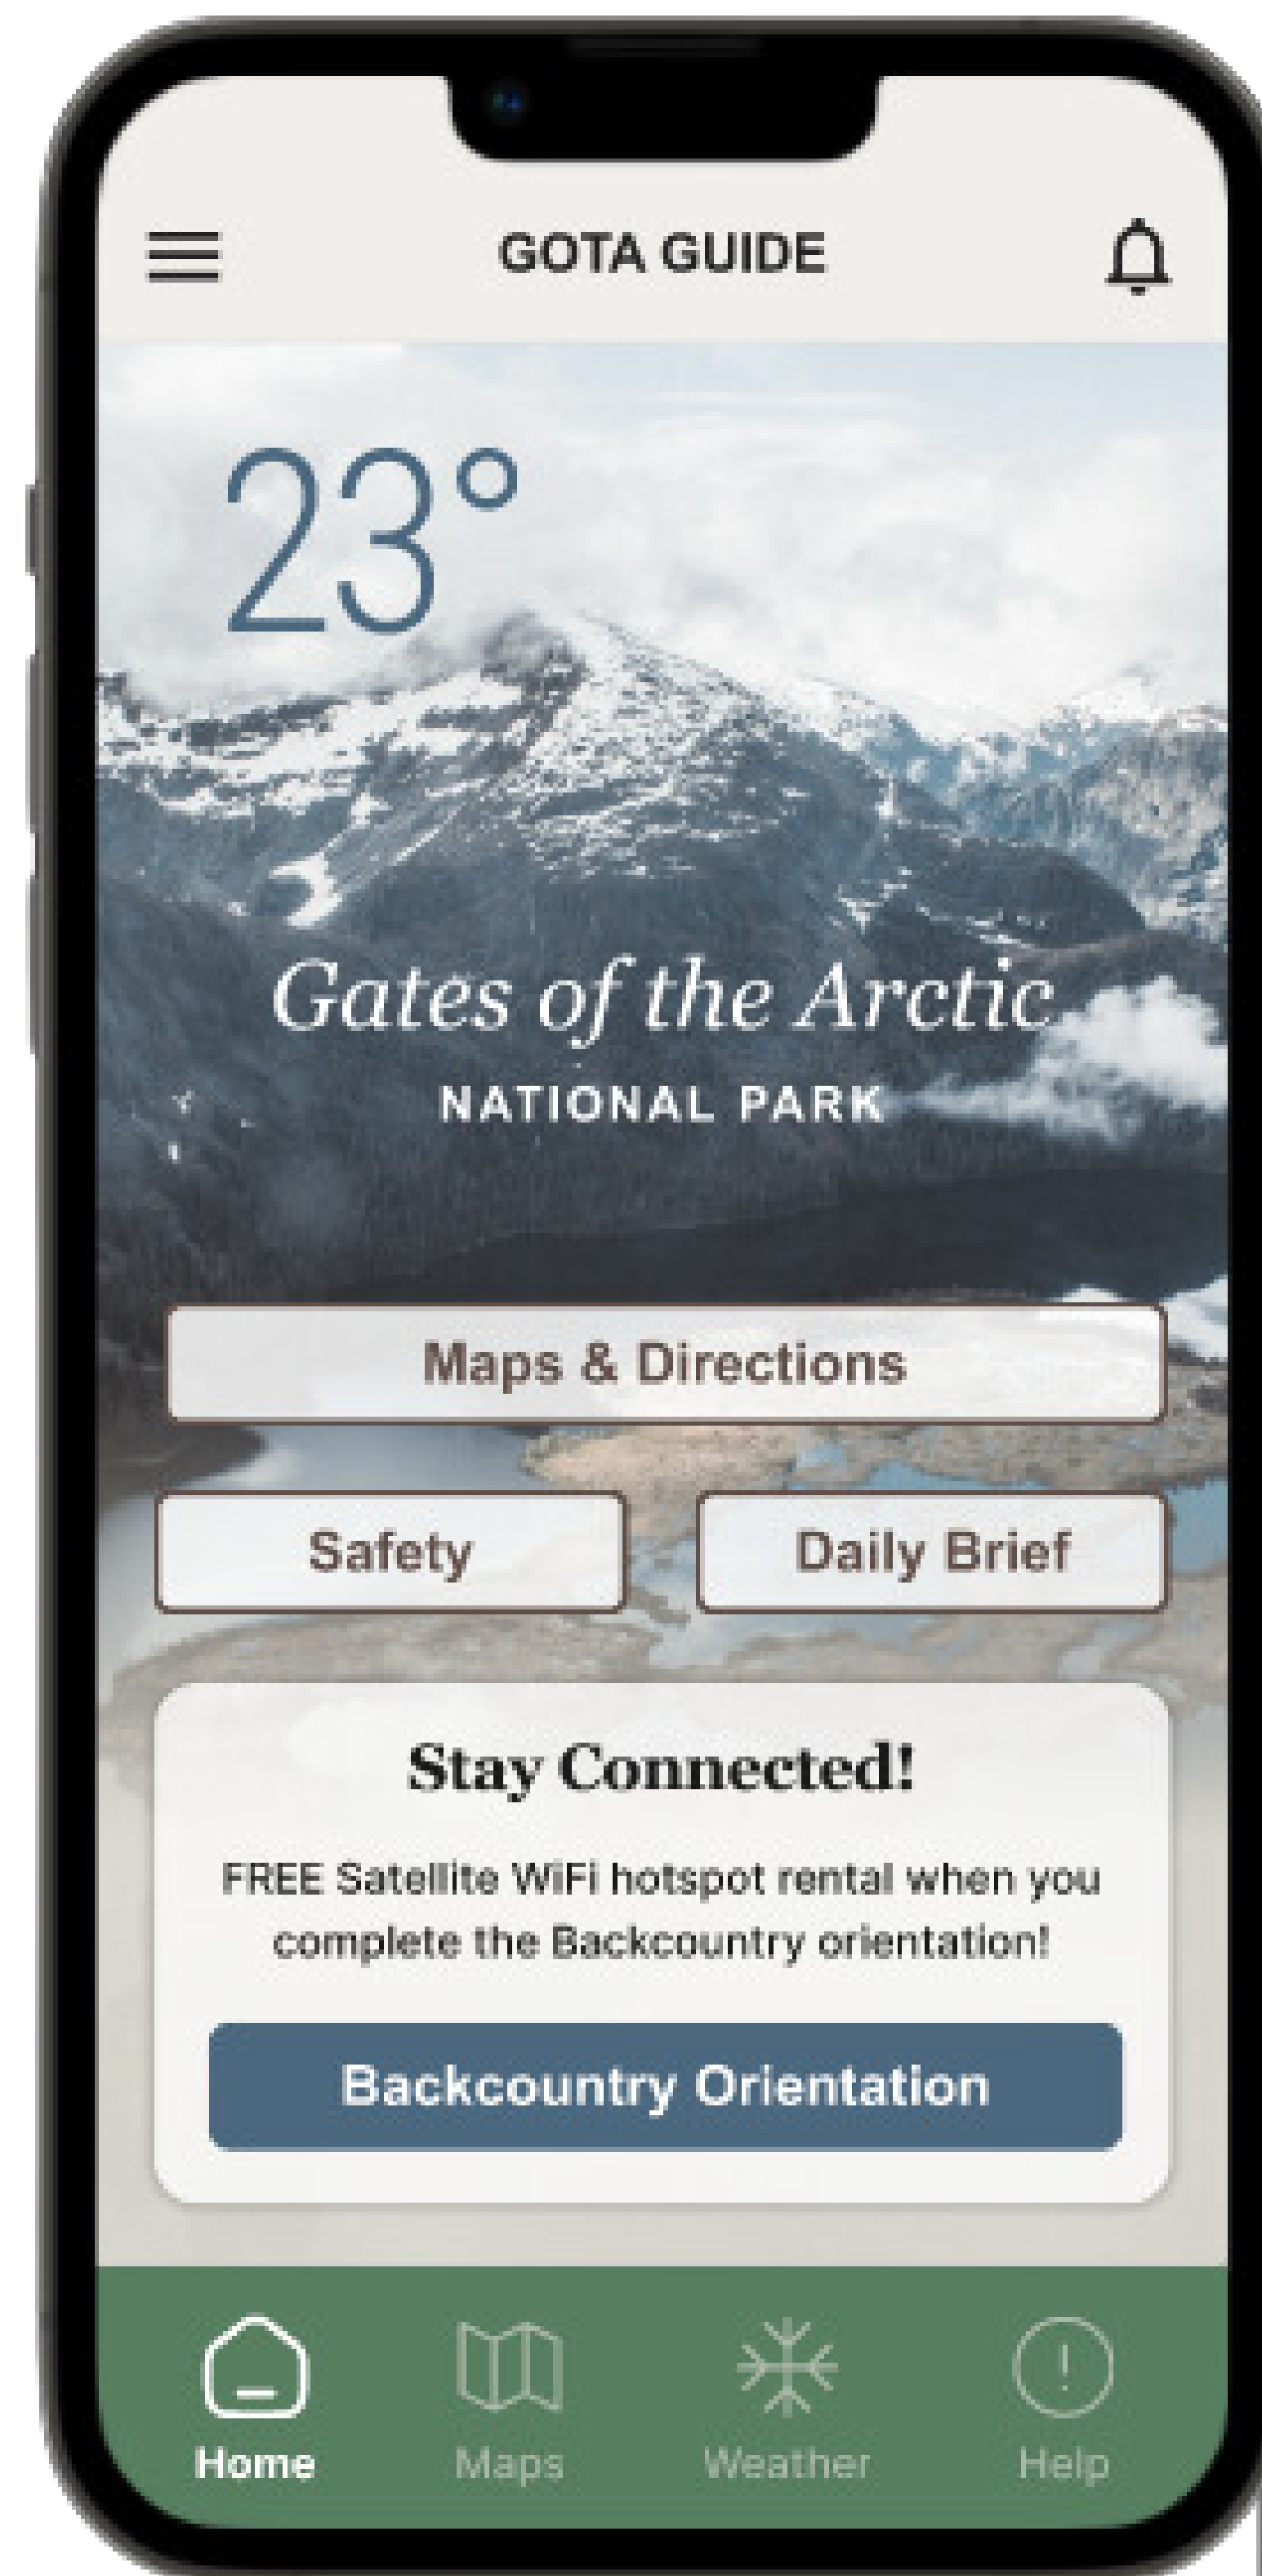 GOTA GUIDE
23°
Gates of the Arctic
NATIONAL PARK
Maps & Directions
Safety
Daily Brief
Stay Connected!
FREE Satellite WiFi hotspot rental when you
complete the Backcountry orientation!
Backcountry Orientation
Home
Maps
Weather
Help